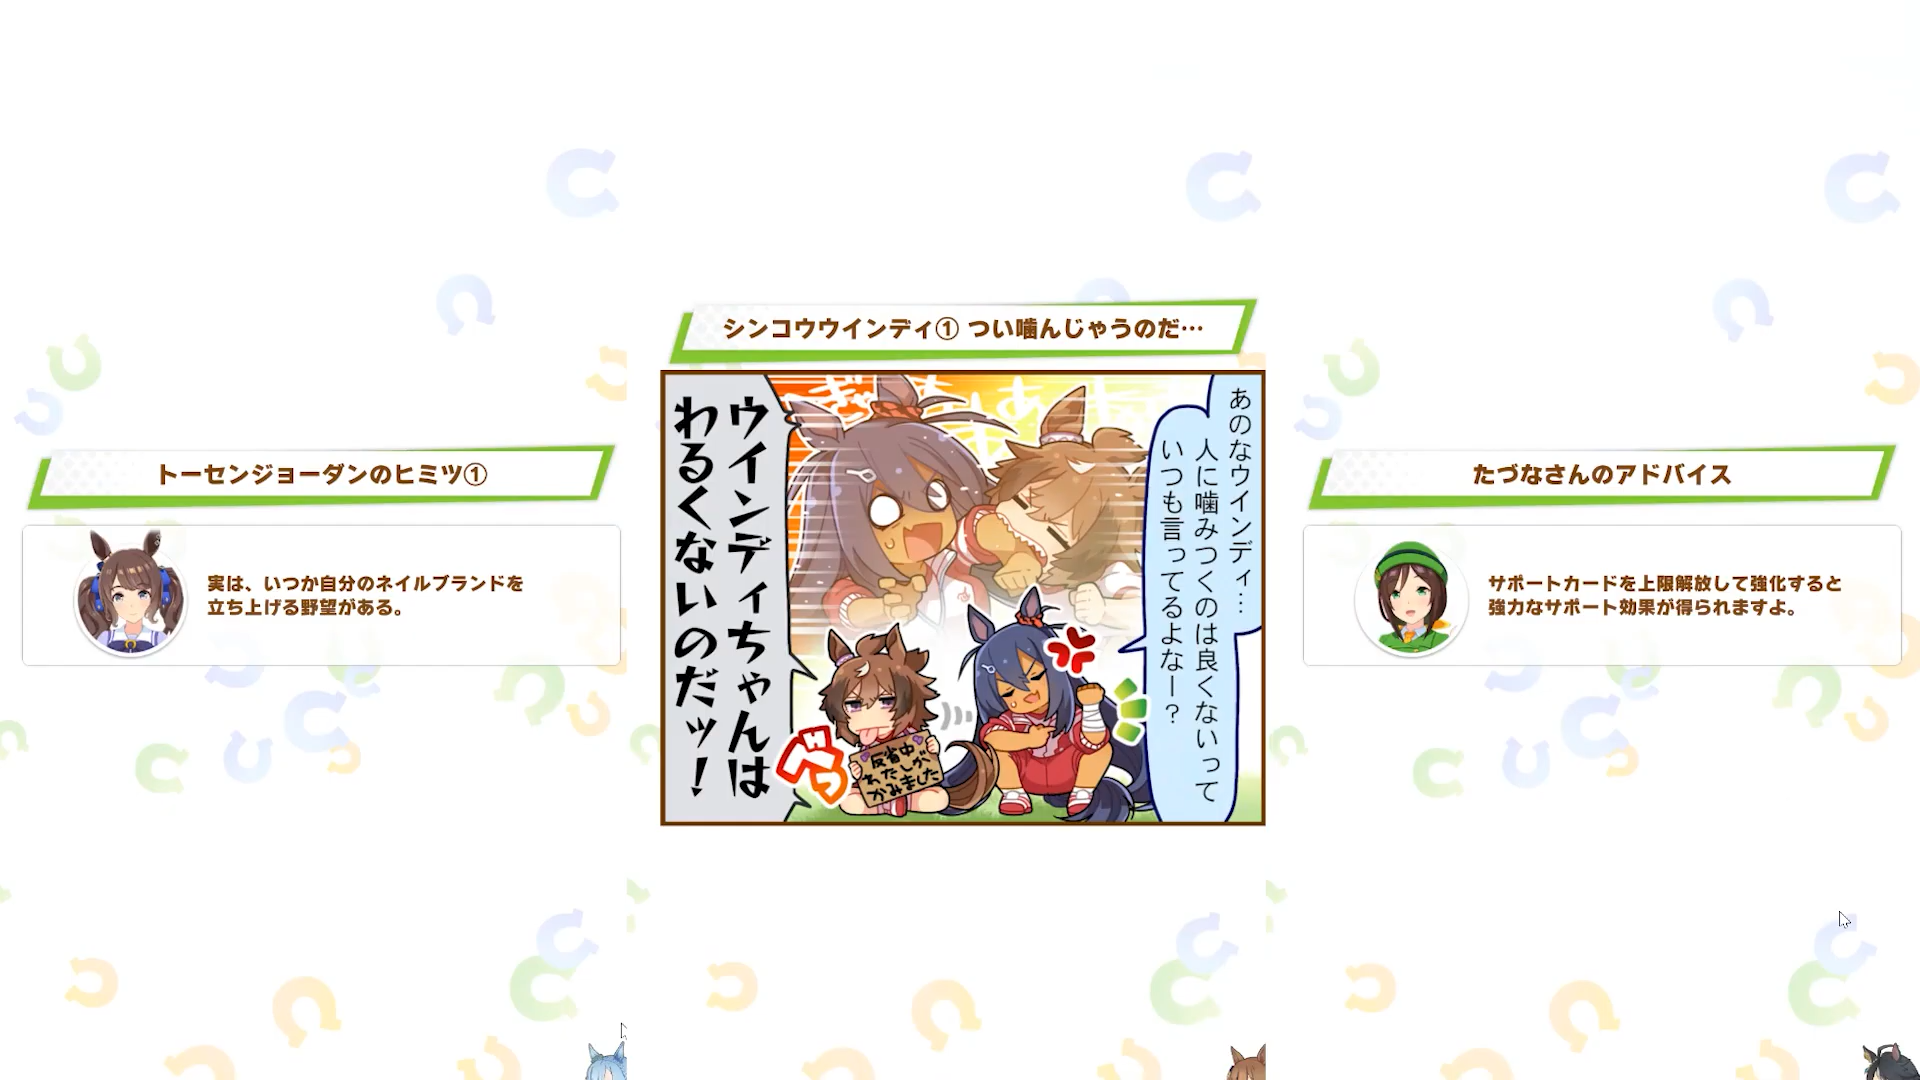 トーセンジョーダンのヒミツ①
実は、いつか自分のネイルブランドを
立ち上げる野望がある。
シンコウウインディ① つい噛んじゃうのだ…
あのなウインディ…
人に噛みつくのは良くないって
いつも言ってるよなー？
ウインディちゃんは
わるくないのだッ！
べっ
反省中
わたしが
かみました
たづなさんのアドバイス
サポートカードを上限解放して強化すると
強力なサポート効果が得られますよ。